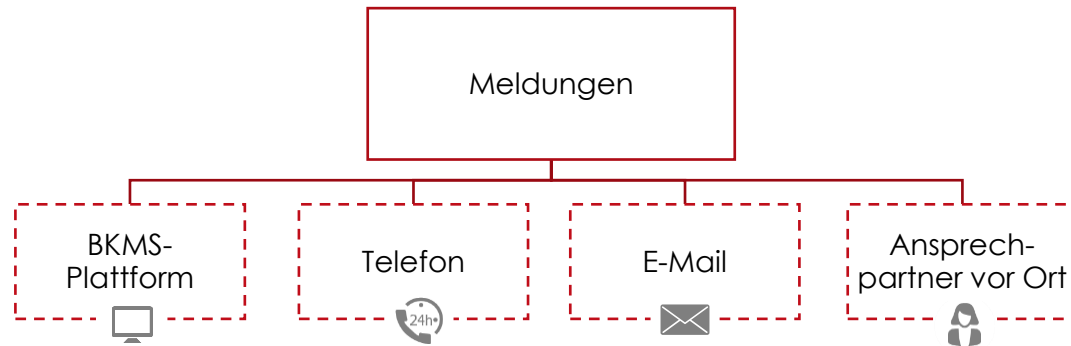 Meldungen
BKMS-
Plattform
Telefon
E-Mail
Ansprech-
partner vor Ort
24h